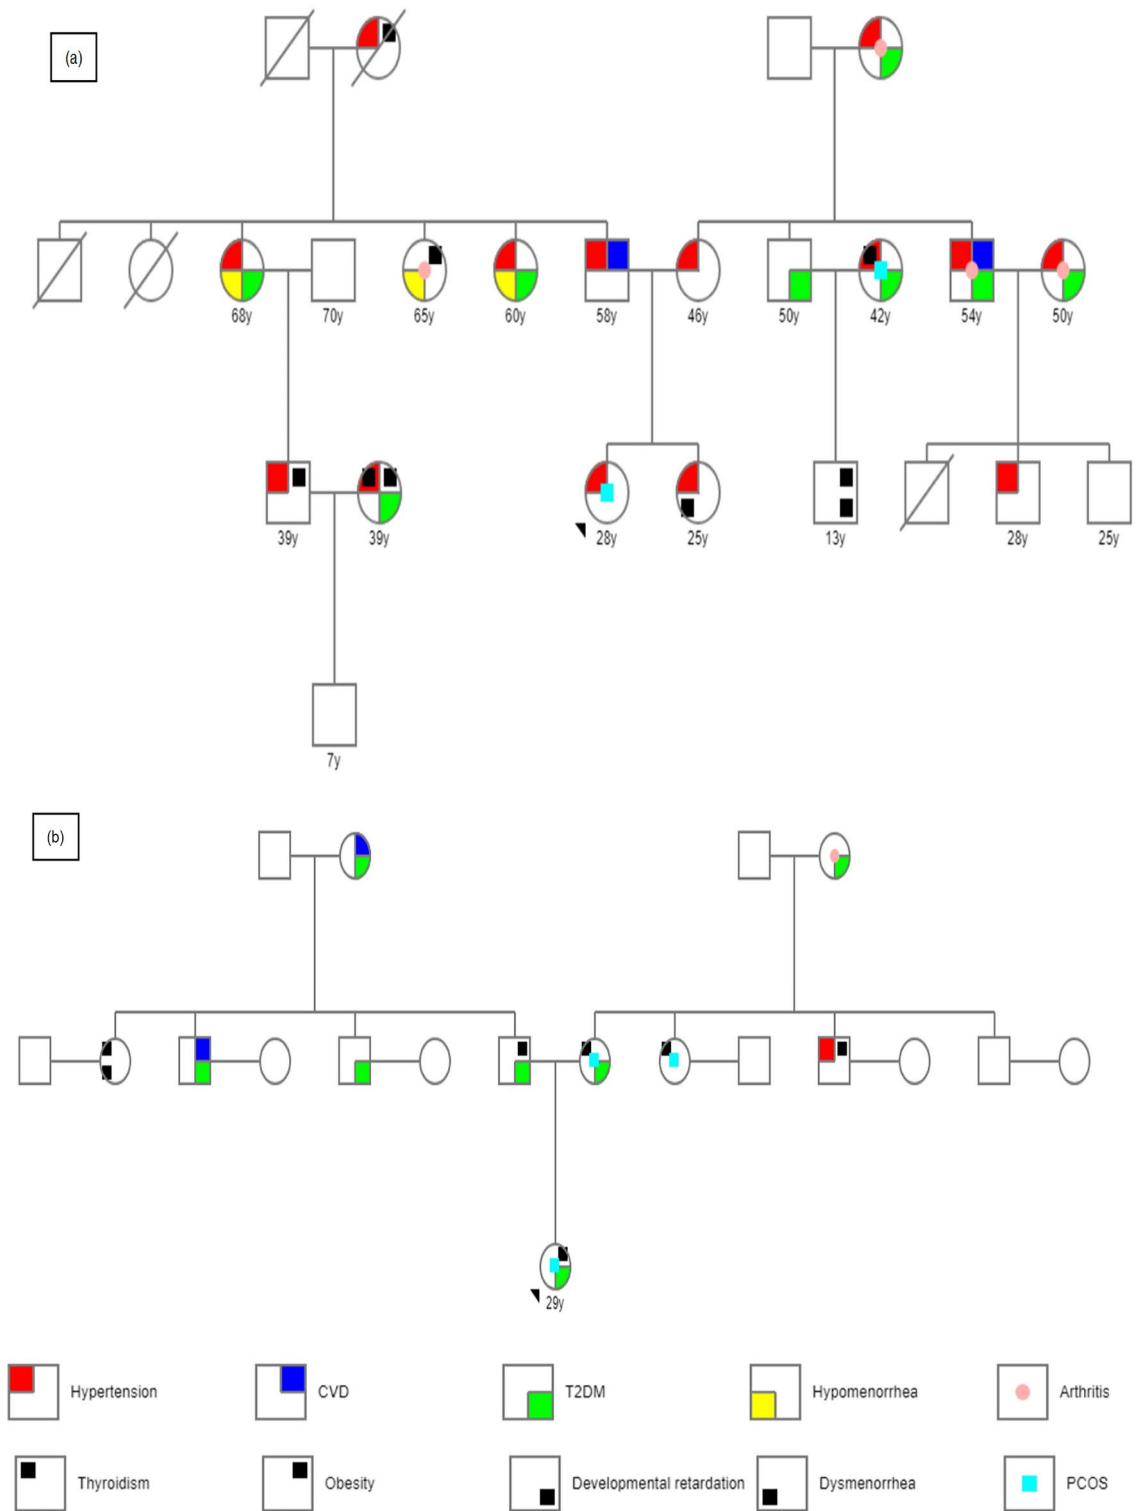 (a)
68y 70y 65y 60y 58y 46y 50y 42y 54y 50y
39y 39y 28y 25y 13y 28y 25y
7y
(b)
29y
Hypertension CVD T2DM Hypomenorrhea Arthritis
Thyroidism Obesity Developmental retardation Dysmenorrhea PCOS